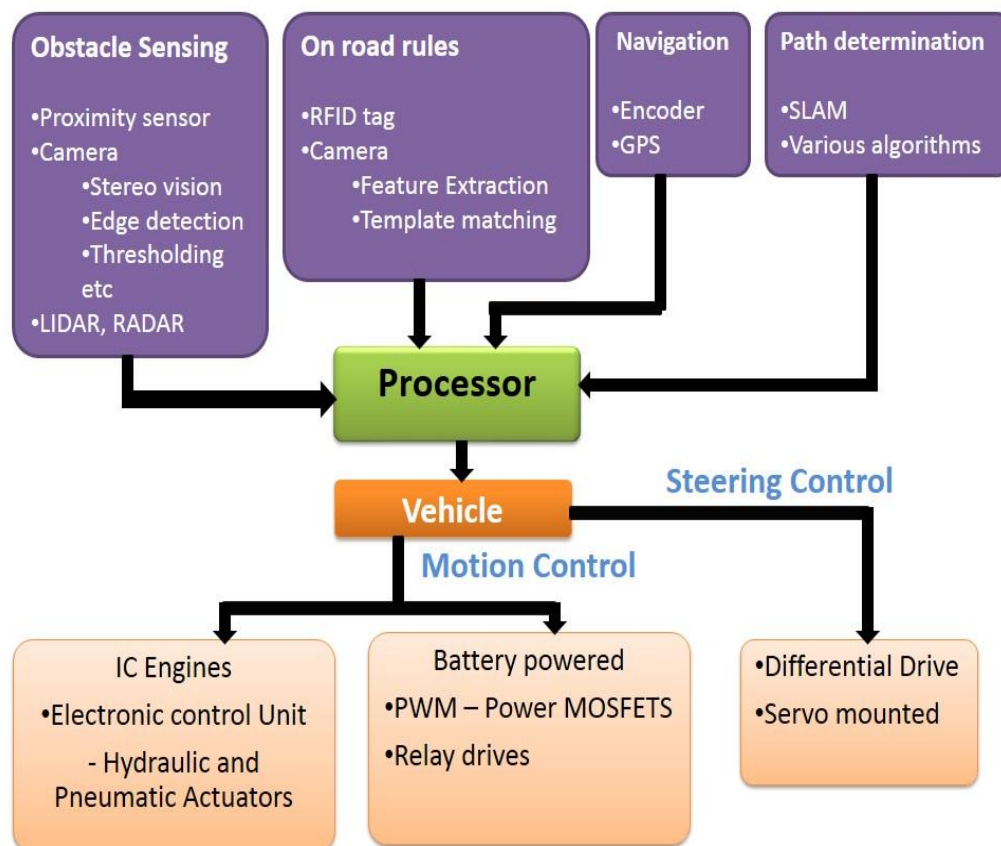 Obstacle Sensing
•Proximity sensor
•Camera
•Stereo vision
•Edge detection
•Thresholding
etc
•LIDAR, RADAR
On road rules
•RFID tag
•Camera
•Feature Extraction
•Template matching
Navigation
•Encoder
•GPS
Path determination
•SLAM
•Various algorithms
Processor
Vehicle
Steering Control
Motion Control
IC Engines
•Electronic control Unit
- Hydraulic and
Pneumatic Actuators
Battery powered
•PWM – Power MOSFETS
•Relay drives
•Differential Drive
•Servo mounted